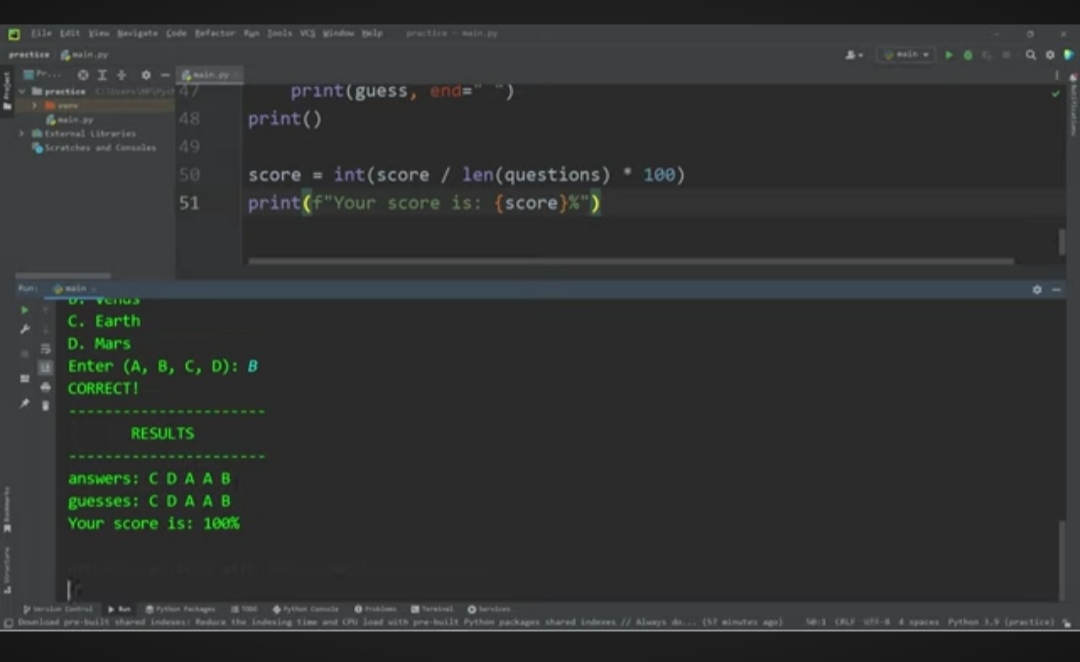 File Edit View Navigate Code Refactor Run Tools VCS Window Help practice - main.py
practice main.py
main
Project
Pr...
main.py
practice
venv
main.py
External Libraries
Scratches and Consoles
Notifications
47 print(guess, end=" ")
48 print()
49
50 score = int(score / len(questions) * 100)
51 print(f"Your score is: {score}%")
Run: main
B. Venus
C. Earth
D. Mars
Enter (A, B, C, D): B
CORRECT!
----------------------
RESULTS
----------------------
answers: C D A A B
guesses: C D A A B
Your score is: 100%
Bookmarks
Structure
Version Control Run Python Packages TODO Python Console Problems Terminal Services
Download pre-built shared indexes: Reduce the indexing time and CPU load with pre-built Python packages shared indexes // Always do... (57 minutes ago) 50:1 CRLF UTF-8 4 spaces Python 3.9 (practice)